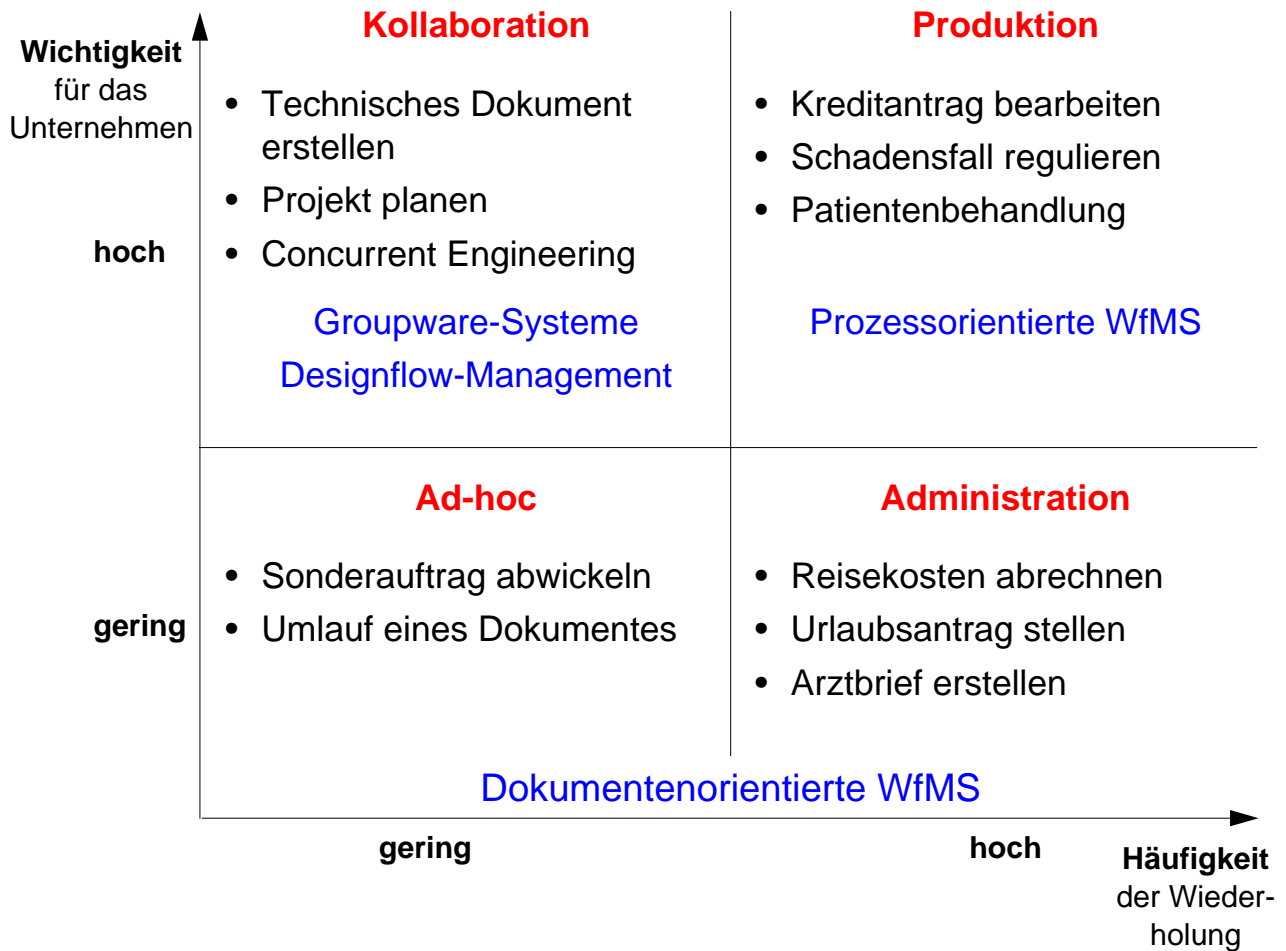 Wichtigkeit
für das
Unternehmen
Kollaboration
• Technisches Dokument
erstellen
• Projekt planen
• Concurrent Engineering
Groupware-Systeme
Designflow-Management
Produktion
• Kreditantrag bearbeiten
• Schadensfall regulieren
• Patientenbehandlung
Prozessorientierte WfMS
hoch
Ad-hoc
• Sonderauftrag abwickeln
• Umlauf eines Dokumentes
Administration
• Reisekosten abrechnen
• Urlaubsantrag stellen
• Arztbrief erstellen
gering
Dokumentenorientierte WfMS
gering
hoch
Häufigkeit
der Wieder-
holung